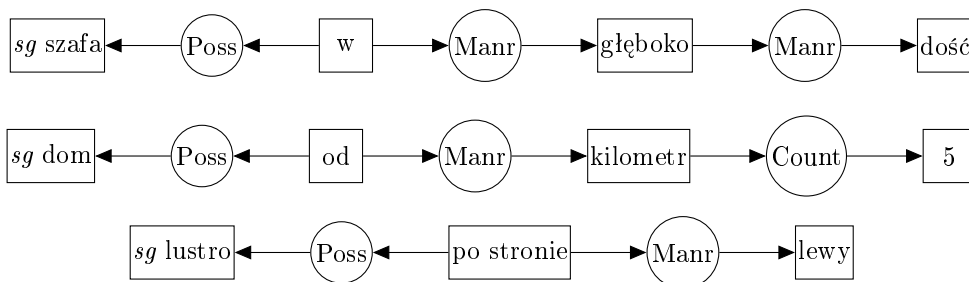 sg szafa Poss w Manr głęboko Manr dość
sg dom Poss od Manr kilometr Count 5
sg lustro Poss po stronie Manr lewy